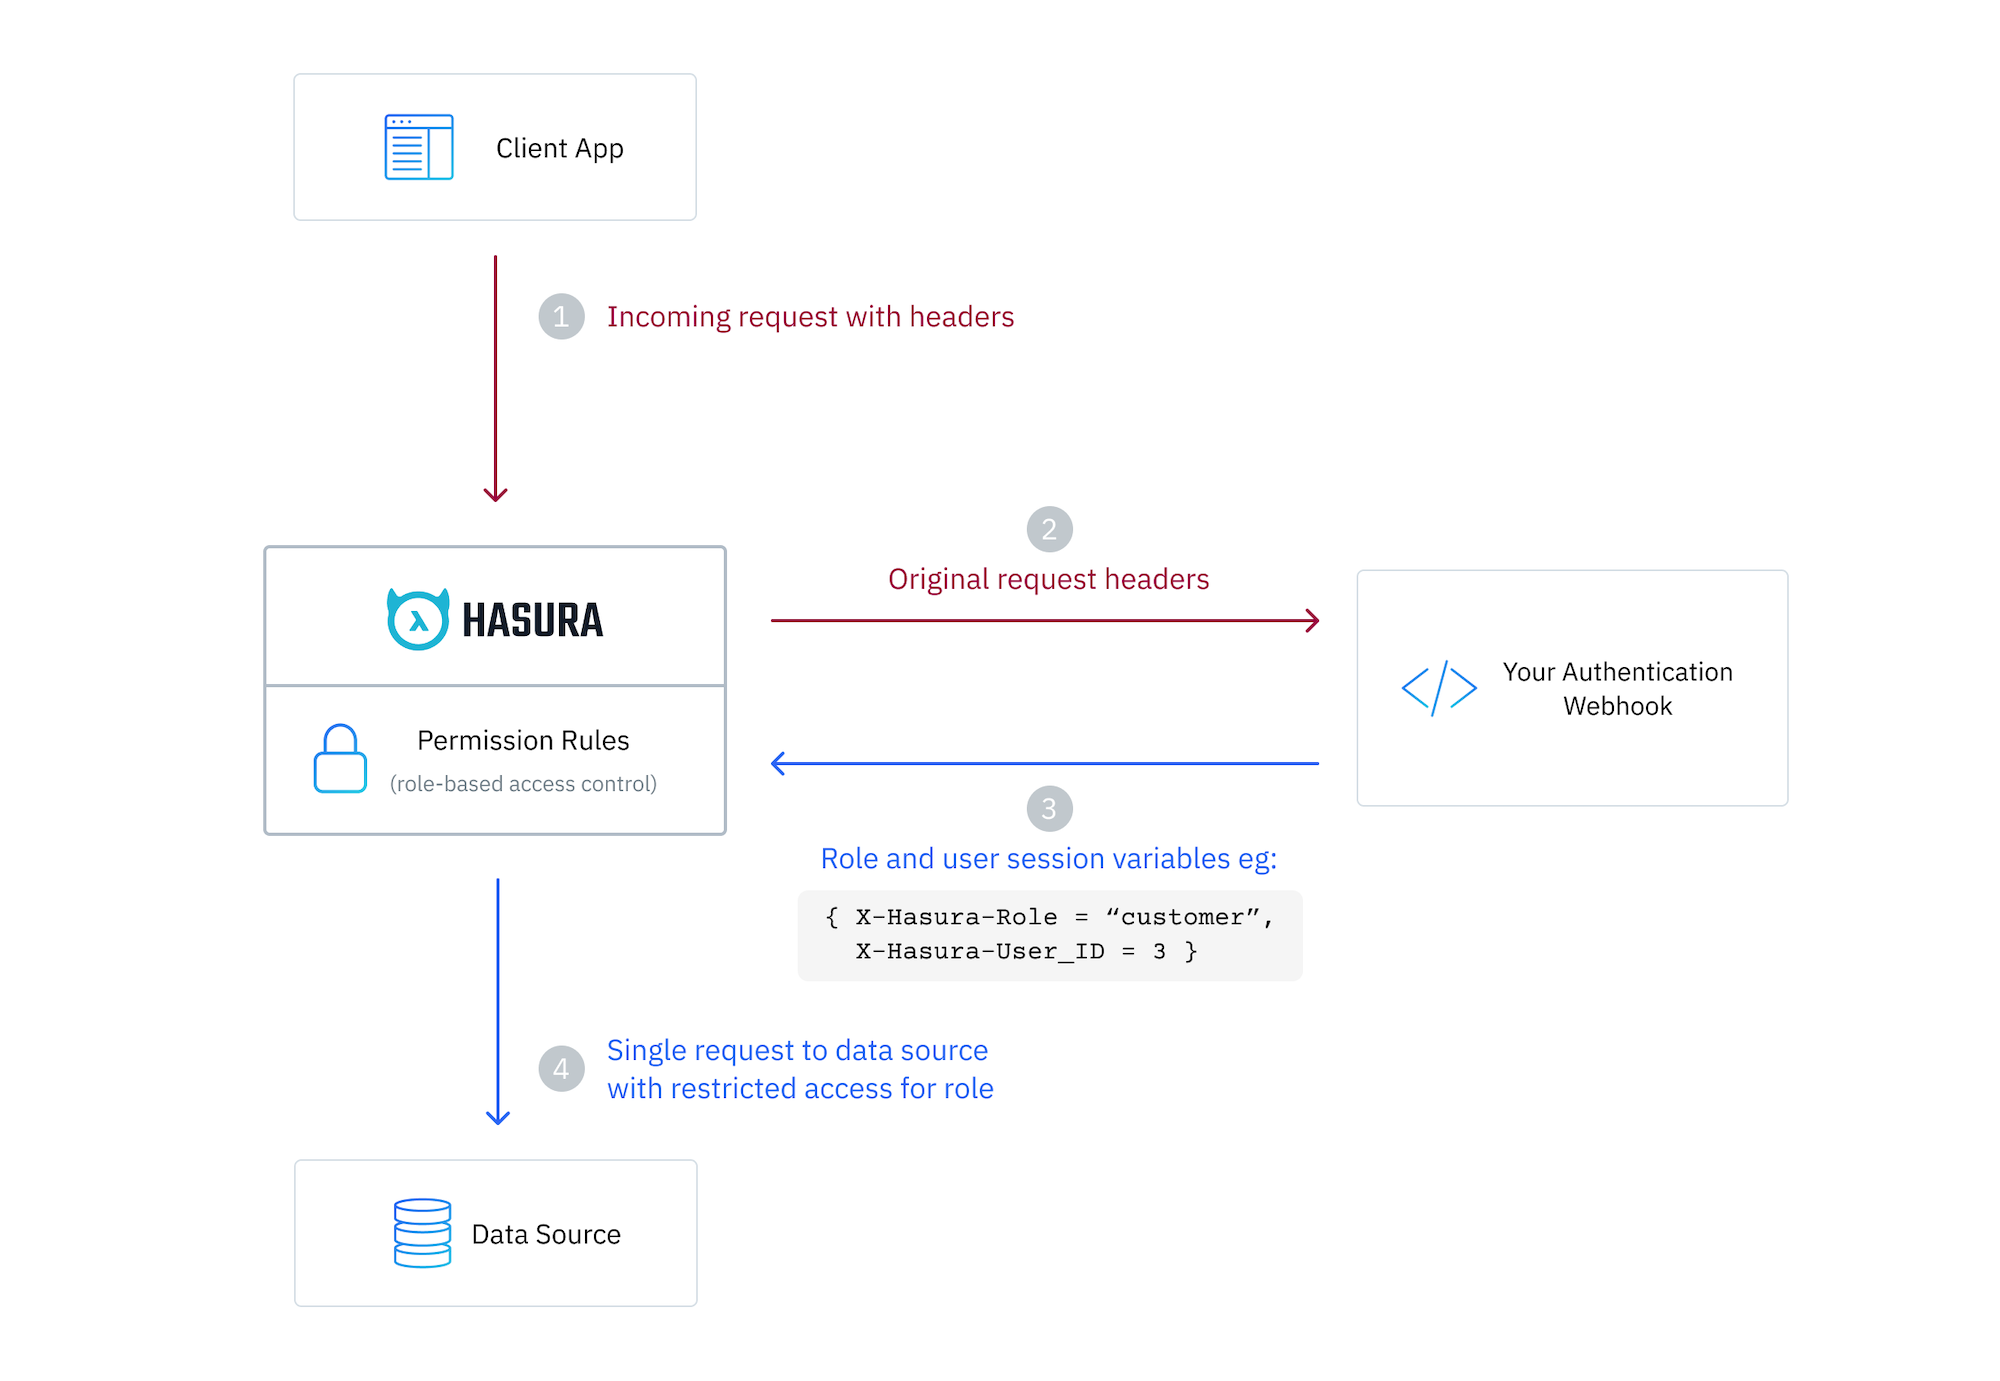 Client App
1
Incoming request with headers
2
Original request headers
HASURA
Permission Rules
(role-based access control)
Your Authentication
Webhook
3
Role and user session variables eg:
{ X-Hasura-Role = “customer”,
X-Hasura-User_ID = 3 }
4
Single request to data source
with restricted access for role
Data Source